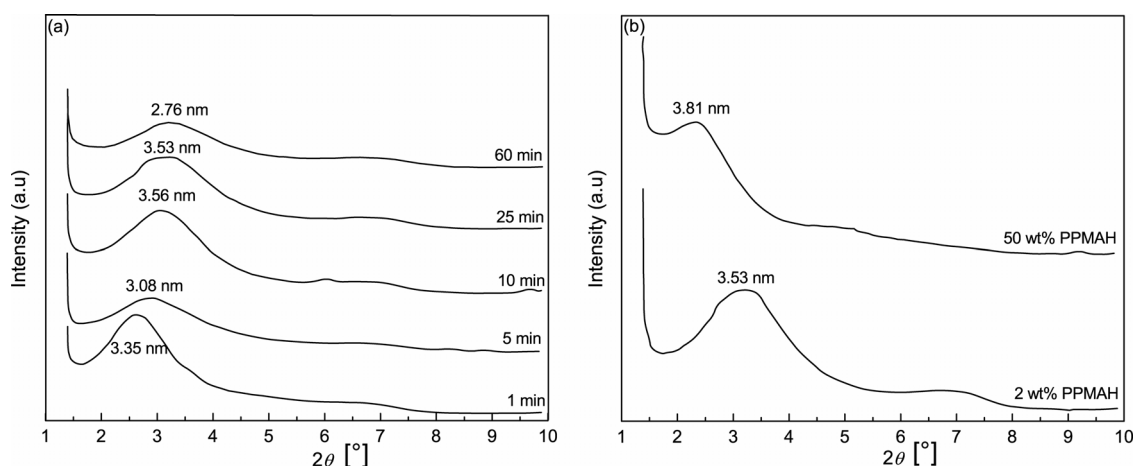 (a)
Intensity (a.u)
2.76 nm
60 min
3.53 nm
25 min
3.56 nm
10 min
3.08 nm
5 min
3.35 nm
1 min
1 2 3 4 5 6 7 8 9 10
2θ [°]
(b)
Intensity (a.u)
3.81 nm
50 wt% PPMAH
3.53 nm
2 wt% PPMAH
1 2 3 4 5 6 7 8 9 10
2θ [°]